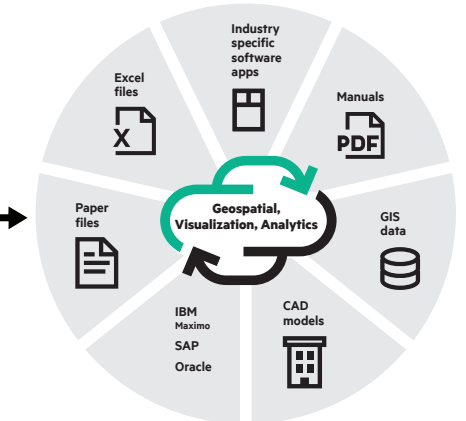 Industry
specific
software
apps
Excel
files
X
Manuals
PDF
Paper
files
Geospatial,
Visualization, Analytics
GIS
data
IBM
Maximo
SAP
Oracle
CAD
models